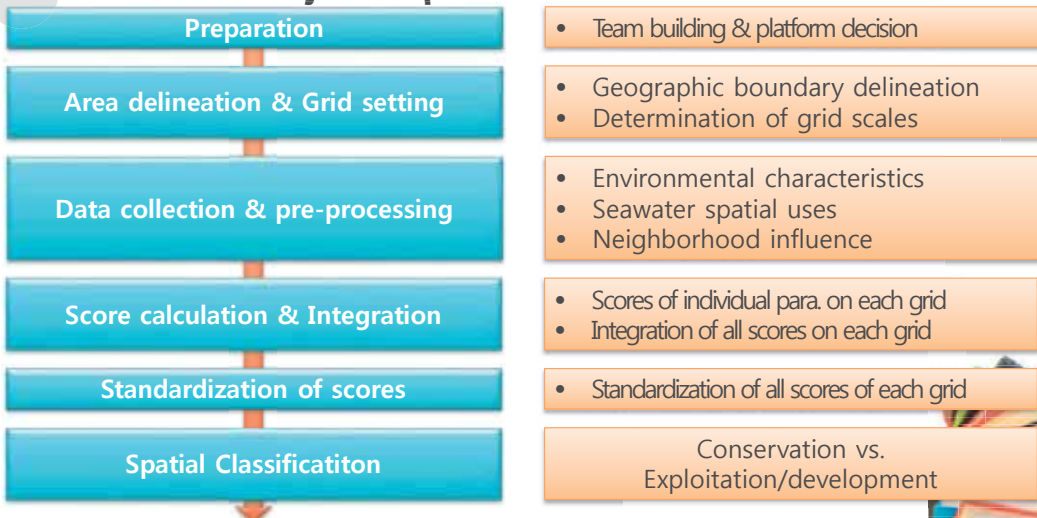 Preparation
• Team building & platform decision
Area delineation & Grid setting
• Geographic boundary delineation
• Determination of grid scales
Data collection & pre-processing
• Environmental characteristics
• Seawater spatial uses
• Neighborhood influence
Score calculation & Integration
• Scores of individual para. on each grid
• Integration of all scores on each grid
Standardization of scores
• Standardization of all scores of each grid
Spatial Classificatiton
Conservation vs.
Exploitation/development